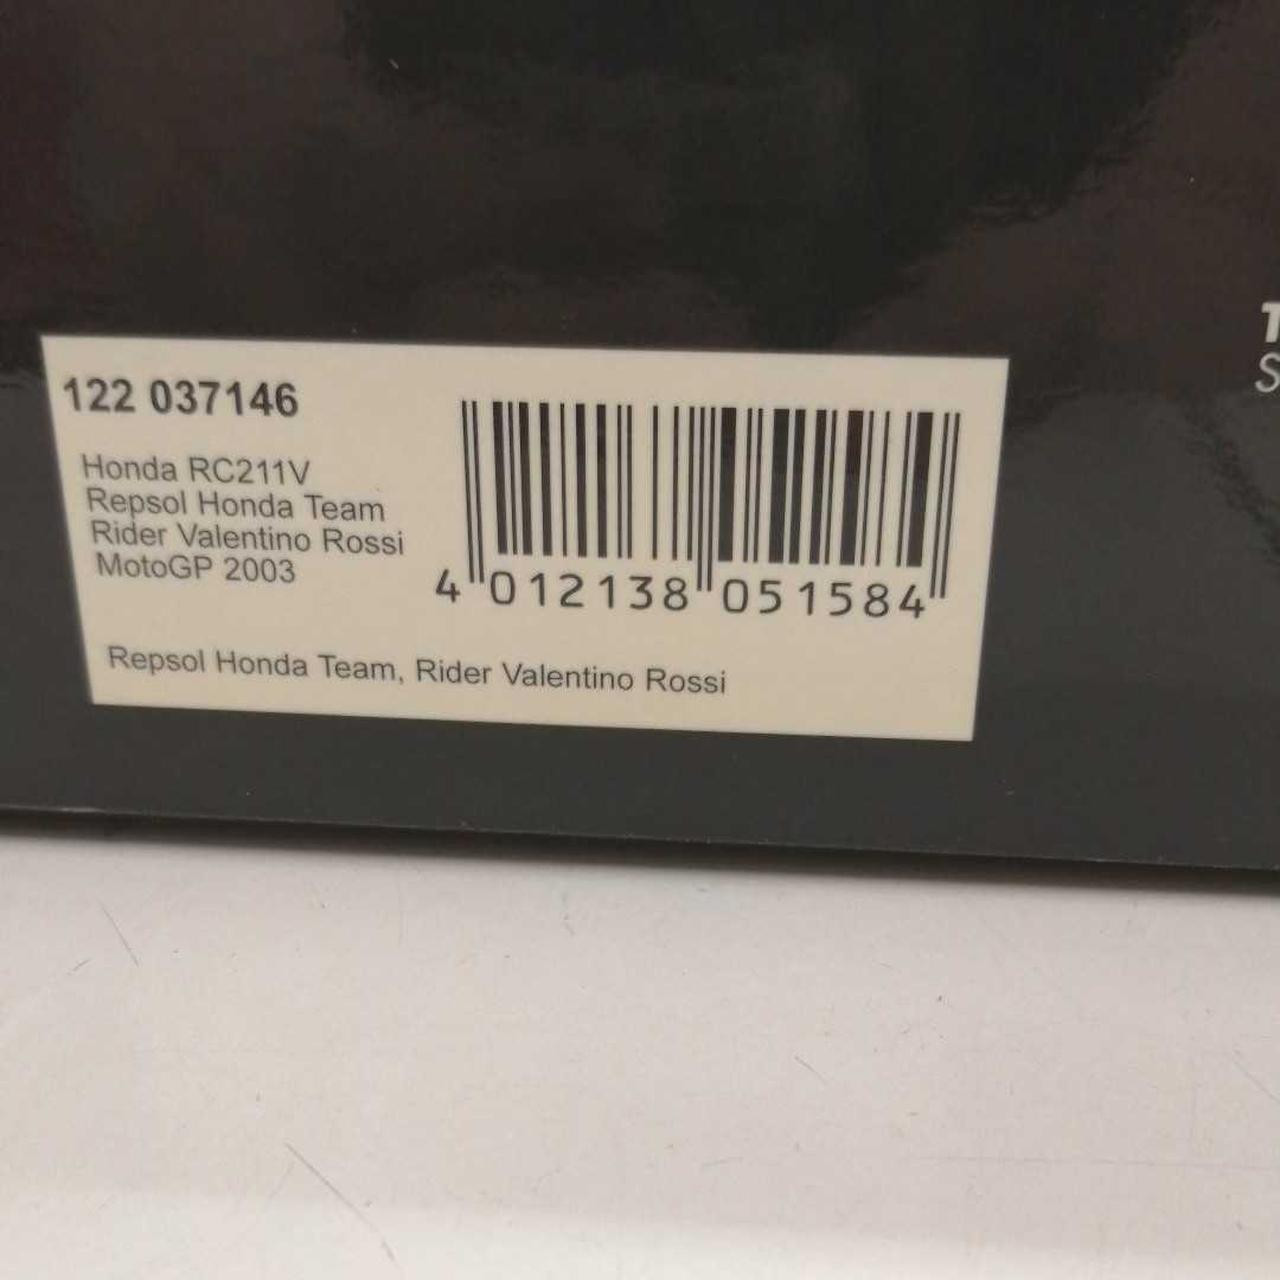 122 037146
Honda RC211V
Repsol Honda Team
Rider Valentino Rossi
MotoGP 2003
4 012138 051584
Repsol Honda Team, Rider Valentino Rossi